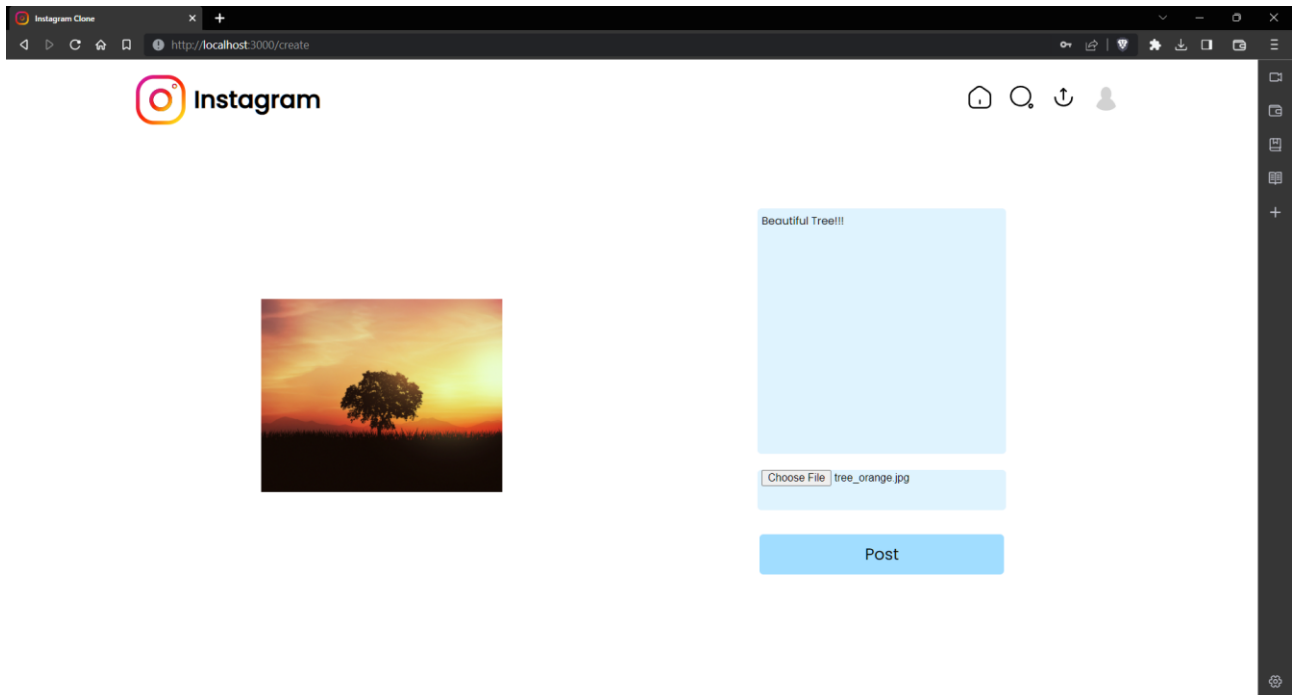 Instagram Clone
http://localhost:3000/create
Instagram
Beautiful Tree!!!
Choose File tree_orange.jpg
Post